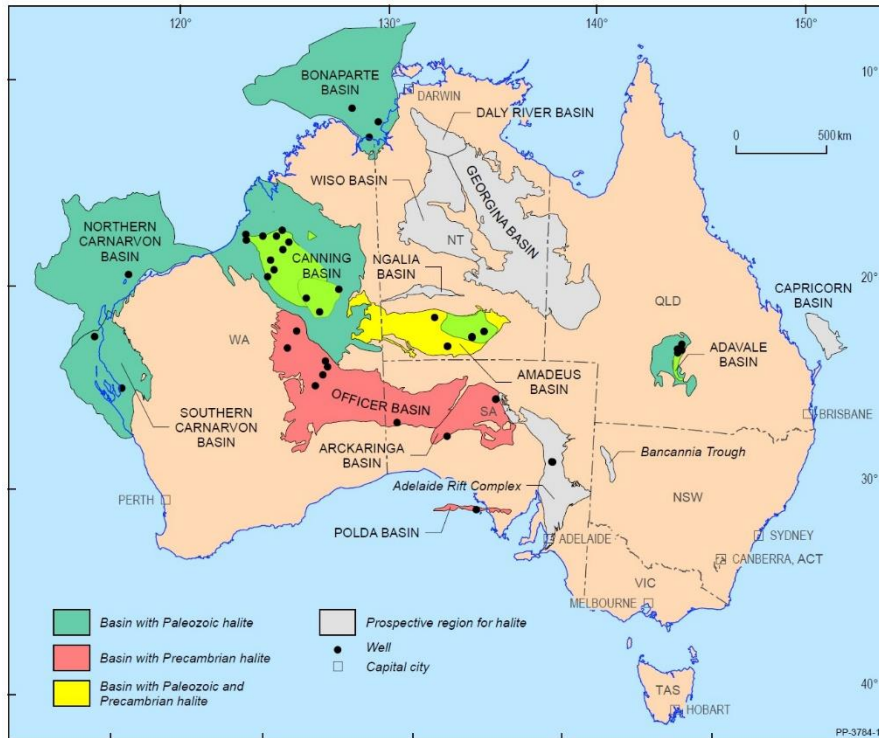 120°
130°
140°
150°
BONAPARTE
BASIN
DARWIN
10°
DALY RIVER BASIN
0
500 km
WISO BASIN
GEORGINA BASIN
NORTHERN
CARNARVON
BASIN
NT
CANNING
BASIN
NGALIA
BASIN
20°
CAPRICORN
BASIN
QLD
WA
ADAVALE
BASIN
AMADEUS
BASIN
OFFICER BASIN
SA
BRISBANE
SOUTHERN
CARNARVON
BASIN
ARCKARINGA
BASIN
Bancannia Trough
30°
Adelaide Rift Complex
PERTH
NSW
POLDA BASIN
ADELAIDE
SYDNEY
CANBERRA, ACT
VIC
MELBOURNE
Basin with Paleozoic halite
Prospective region for halite
Well
Basin with Precambrian halite
Capital city
Basin with Paleozoic and
Precambrian halite
40°
TAS
HOBART
PP-3784-1